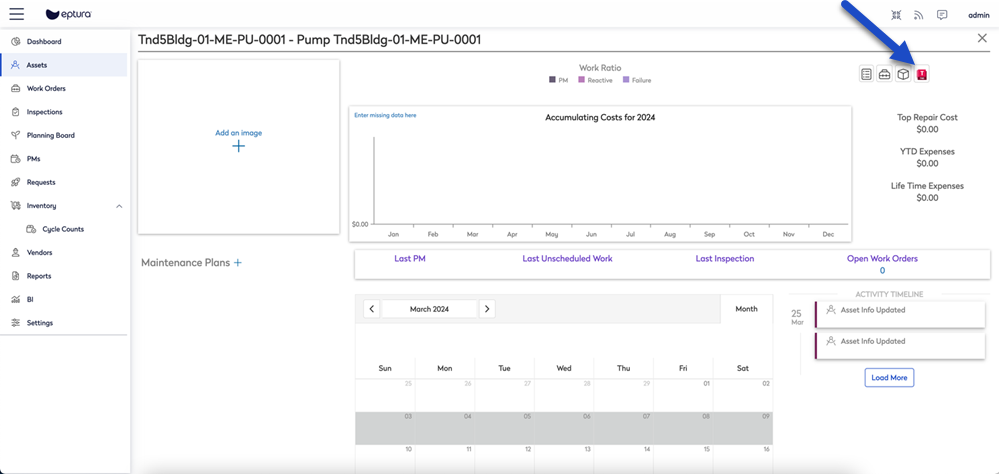 eptura
admin
Dashboard
Assets
Work Orders
Inspections
Planning Board
PMs
Requests
Inventory
Cycle Counts
Vendors
Reports
BI
Settings
Tnd5Bldg-01-ME-PU-0001 - Pump Tnd5Bldg-01-ME-PU-0001
Add an image
Work Ratio
PM Reactive Failure
T
Enter missing data here
Accumulating Costs for 2024
$0.00
Jan Feb Mar Apr May Jun Jul Aug Sep Oct Nov Dec
Top Repair Cost
$0.00
YTD Expenses
$0.00
Life Time Expenses
$0.00
Maintenance Plans +
Last PM Last Unscheduled Work Last Inspection Open Work Orders
0
March 2024 Month
Sun Mon Tue Wed Thu Fri Sat
25 26 27 28 29 01 02
03 04 05 06 07 08 09
10 11 12 13 14 15 16
ACTIVITY TIMELINE
25
Mar
Asset Info Updated
Asset Info Updated
Load More